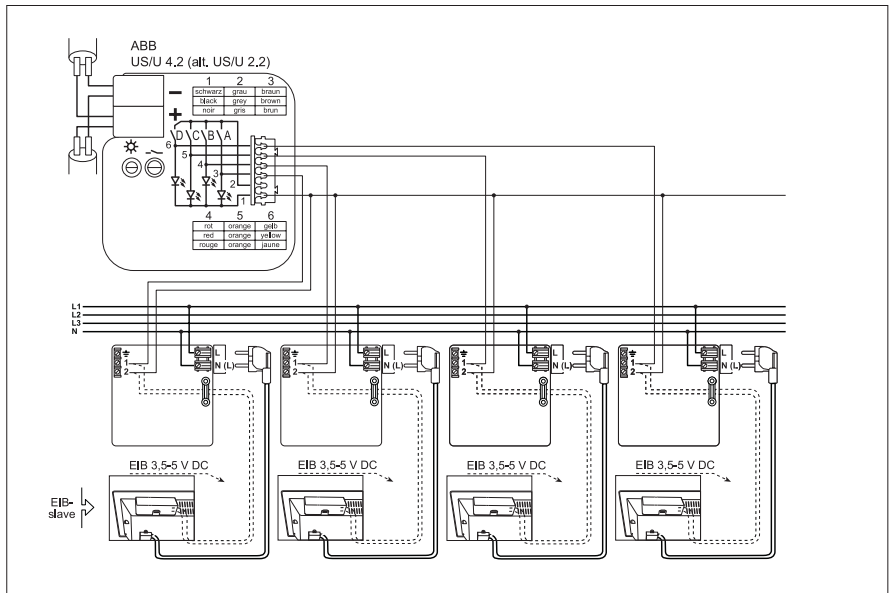 ABB
US/U 4.2 (alt. US/U 2.2)
1 2 3
schwarz grau braun
black grey brown
noir gris brun
−
+
D C B A
6
5
4
3
2
1
4 5 6
rot orange gelb
red orange yellow
rouge orange jaune
L1
L2
L3
N
1 L
2 N (L)
1 L
2 N (L)
1 L
2 N (L)
1 L
2 N (L)
EIB 3,5-5 V DC EIB 3,5-5 V DC EIB 3,5-5 V DC EIB 3,5-5 V DC
EIB-
slave